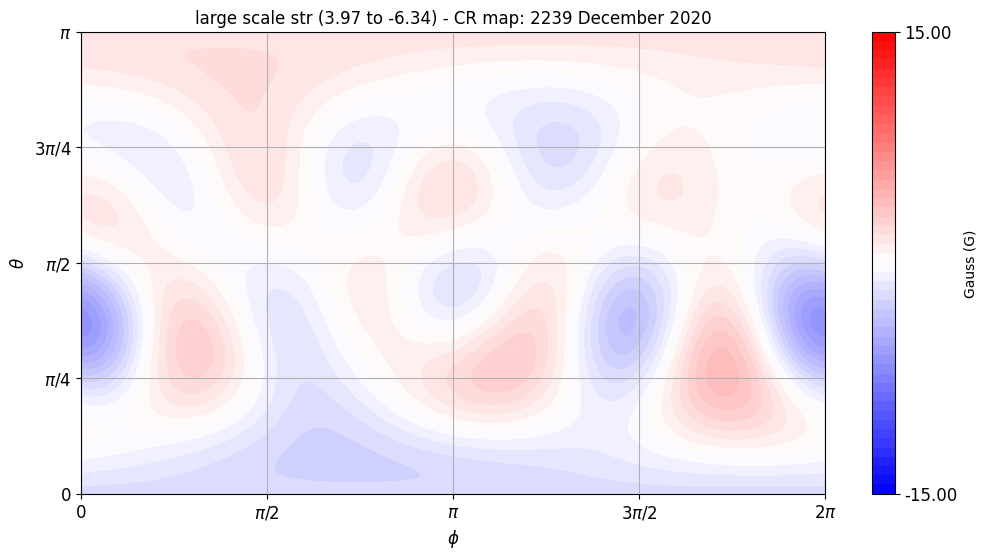 large scale str (3.97 to -6.34) - CR map: 2239 December 2020
π
3π/4
π/2
π/4
0
θ
0
π/2
π
3π/2
2π
ϕ
15.00
-15.00
Gauss (G)